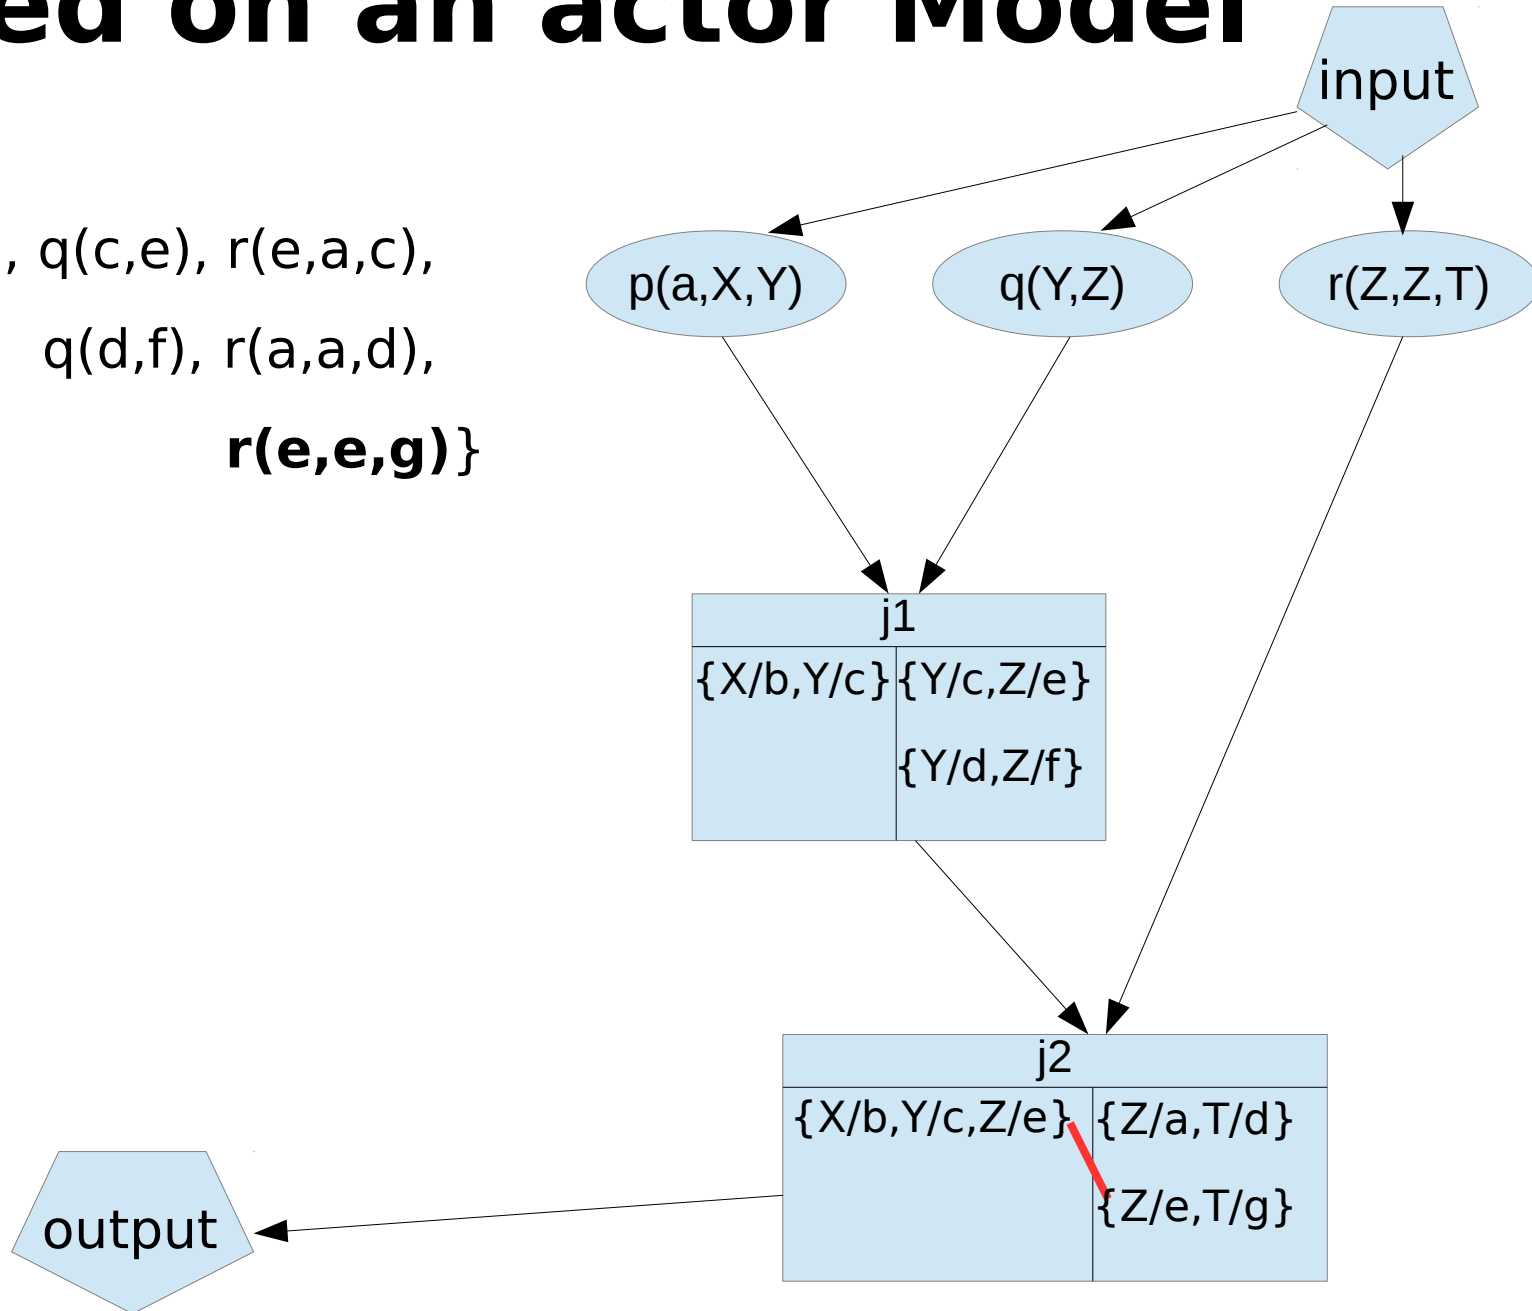 ed on an actor Model
input
, q(c,e), r(e,a,c),
p(a,X,Y)
q(Y,Z)
r(Z,Z,T)
q(d,f), r(a,a,d),
r(e,e,g)}
j1
{X/b,Y/c}
{Y/c,Z/e}
{Y/d,Z/f}
j2
{X/b,Y/c,Z/e}
{Z/a,T/d}
{Z/e,T/g}
output